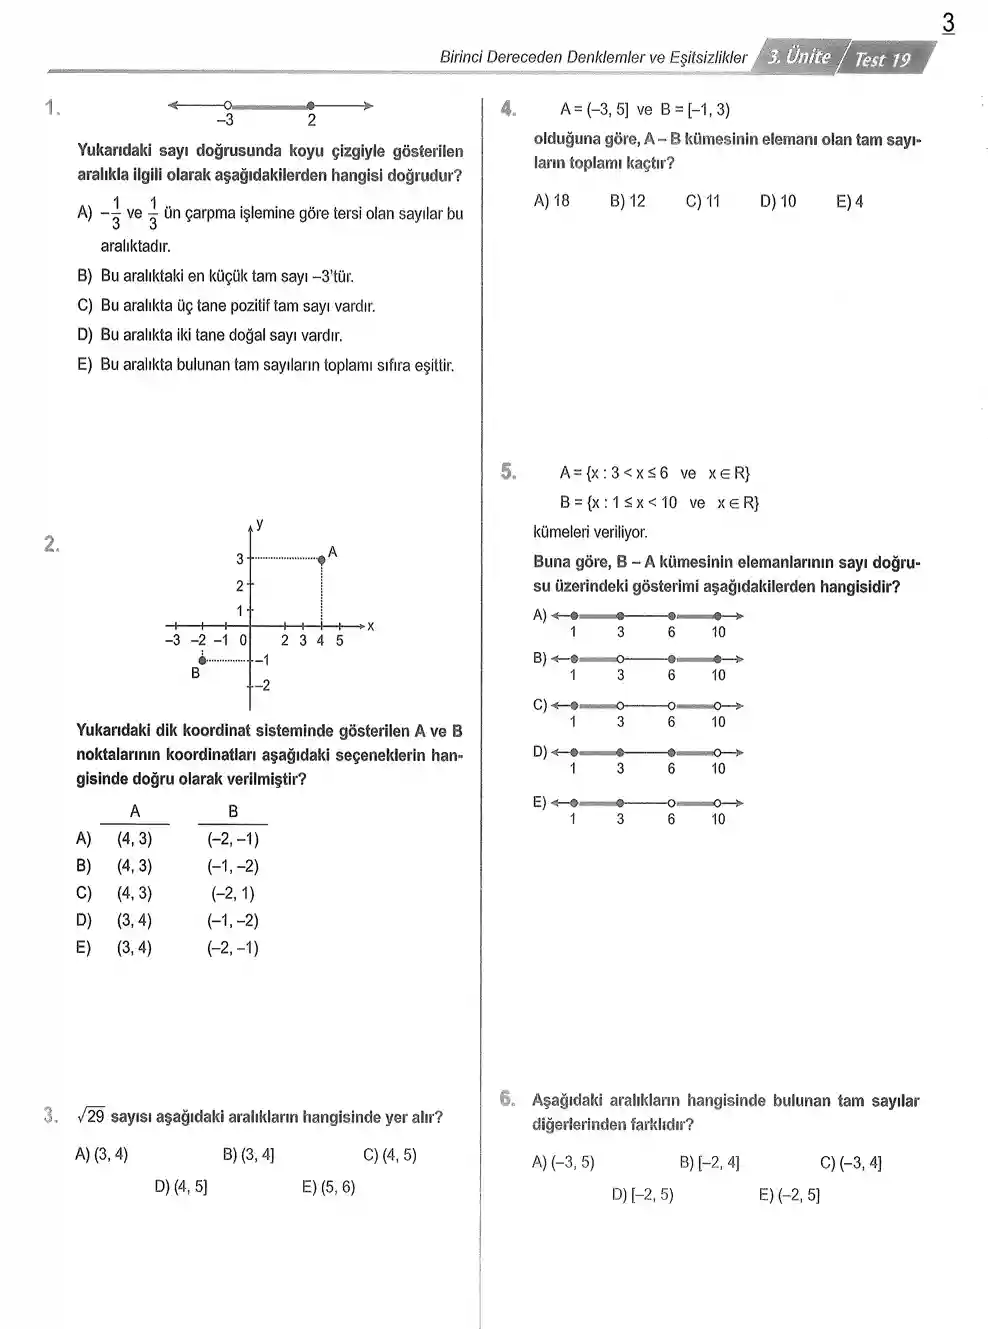 3
Birinci Dereceden Denklemler ve Eşitsizlikler 3. Ünite Test 19
1.
–3 2
Yukarıdaki sayı doğrusunda koyu çizgiyle gösterilen
aralıkla ilgili olarak aşağıdakilerden hangisi doğrudur?
A) –1/3 ve 1/3 ün çarpma işlemine göre tersi olan sayılar bu
aralıktadır.
B) Bu aralıktaki en küçük tam sayı –3'tür.
C) Bu aralıkta üç tane pozitif tam sayı vardır.
D) Bu aralıkta iki tane doğal sayı vardır.
E) Bu aralıkta bulunan tam sayıların toplamı sıfıra eşittir.
2.
y
3 A
2
1
x
–3 –2 –1 0 2 3 4 5
B –1
–2
Yukarıdaki dik koordinat sisteminde gösterilen A ve B
noktalarının koordinatları aşağıdaki seçeneklerin han-
gisinde doğru olarak verilmiştir?
A B
A) (4, 3) (–2, –1)
B) (4, 3) (–1, –2)
C) (4, 3) (–2, 1)
D) (3, 4) (–1, –2)
E) (3, 4) (–2, –1)
3. √29 sayısı aşağıdaki aralıkların hangisinde yer alır?
A) (3, 4) B) (3, 4] C) (4, 5)
D) (4, 5] E) (5, 6)
4. A = (–3, 5] ve B = [–1, 3)
olduğuna göre, A – B kümesinin elemanı olan tam sayı-
ların toplamı kaçtır?
A) 18 B) 12 C) 11 D) 10 E) 4
5. A = {x : 3 < x ≤ 6 ve x ∈ R}
B = {x : 1 ≤ x < 10 ve x ∈ R}
kümeleri veriliyor.
Buna göre, B – A kümesinin elemanlarının sayı doğru-
su üzerindeki gösterimi aşağıdakilerden hangisidir?
A)
1 3 6 10
B)
1 3 6 10
C)
1 3 6 10
D)
1 3 6 10
E)
1 3 6 10
6. Aşağıdaki aralıkların hangisinde bulunan tam sayılar
diğerlerinden farklıdır?
A) (–3, 5) B) [–2, 4] C) (–3, 4]
D) [–2, 5) E) (–2, 5]